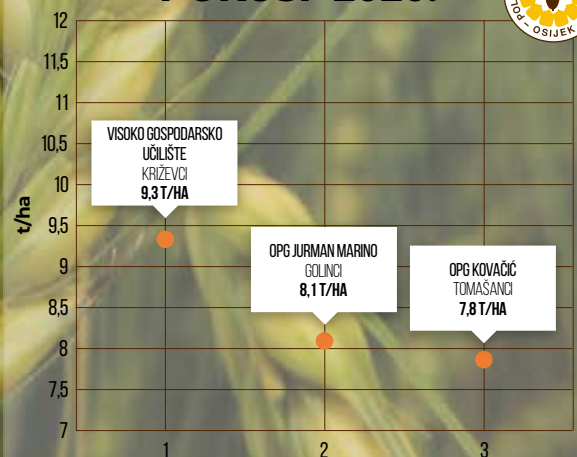 12
11,5
11
10,5
10
9,5
9
8,5
8
7,5
7
t/ha
VISOKO GOSPODARSKO
UČILIŠTE
KRIŽEVCI
9,3 T/HA
OPG JURMAN MARINO
GOLINCI
8,1 T/HA
OPG KOVAČIĆ
TOMAŠANCI
7,8 T/HA
1
2
3
OSIJEK